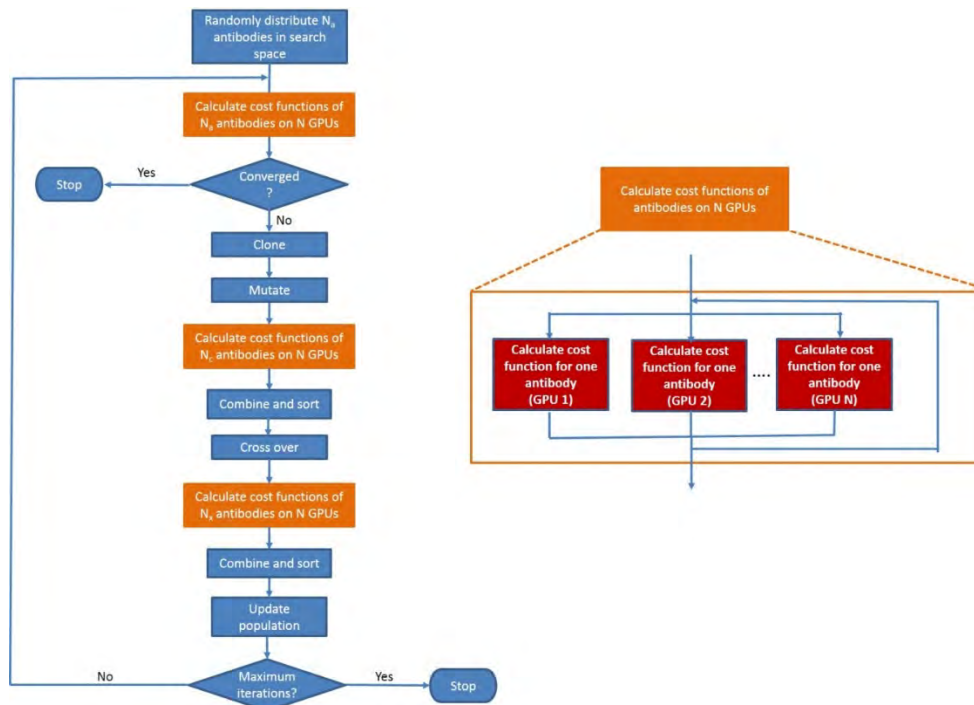 Randomly distribute Nₐ
antibodies in search
space
Calculate cost functions of
Nₐ antibodies on N GPUs
Yes
Stop
Converged
?
No
Clone
Mutate
Calculate cost functions of
N꜀ antibodies on N GPUs
Combine and sort
Cross over
Calculate cost functions of
Nₓ antibodies on N GPUs
Combine and sort
Update
population
No
Maximum
iterations?
Yes
Stop
Calculate cost functions of
antibodies on N GPUs
Calculate cost
function for one
antibody
(GPU 1)
Calculate cost
function for one
antibody
(GPU 2)
....
Calculate cost
function for one
antibody
(GPU N)